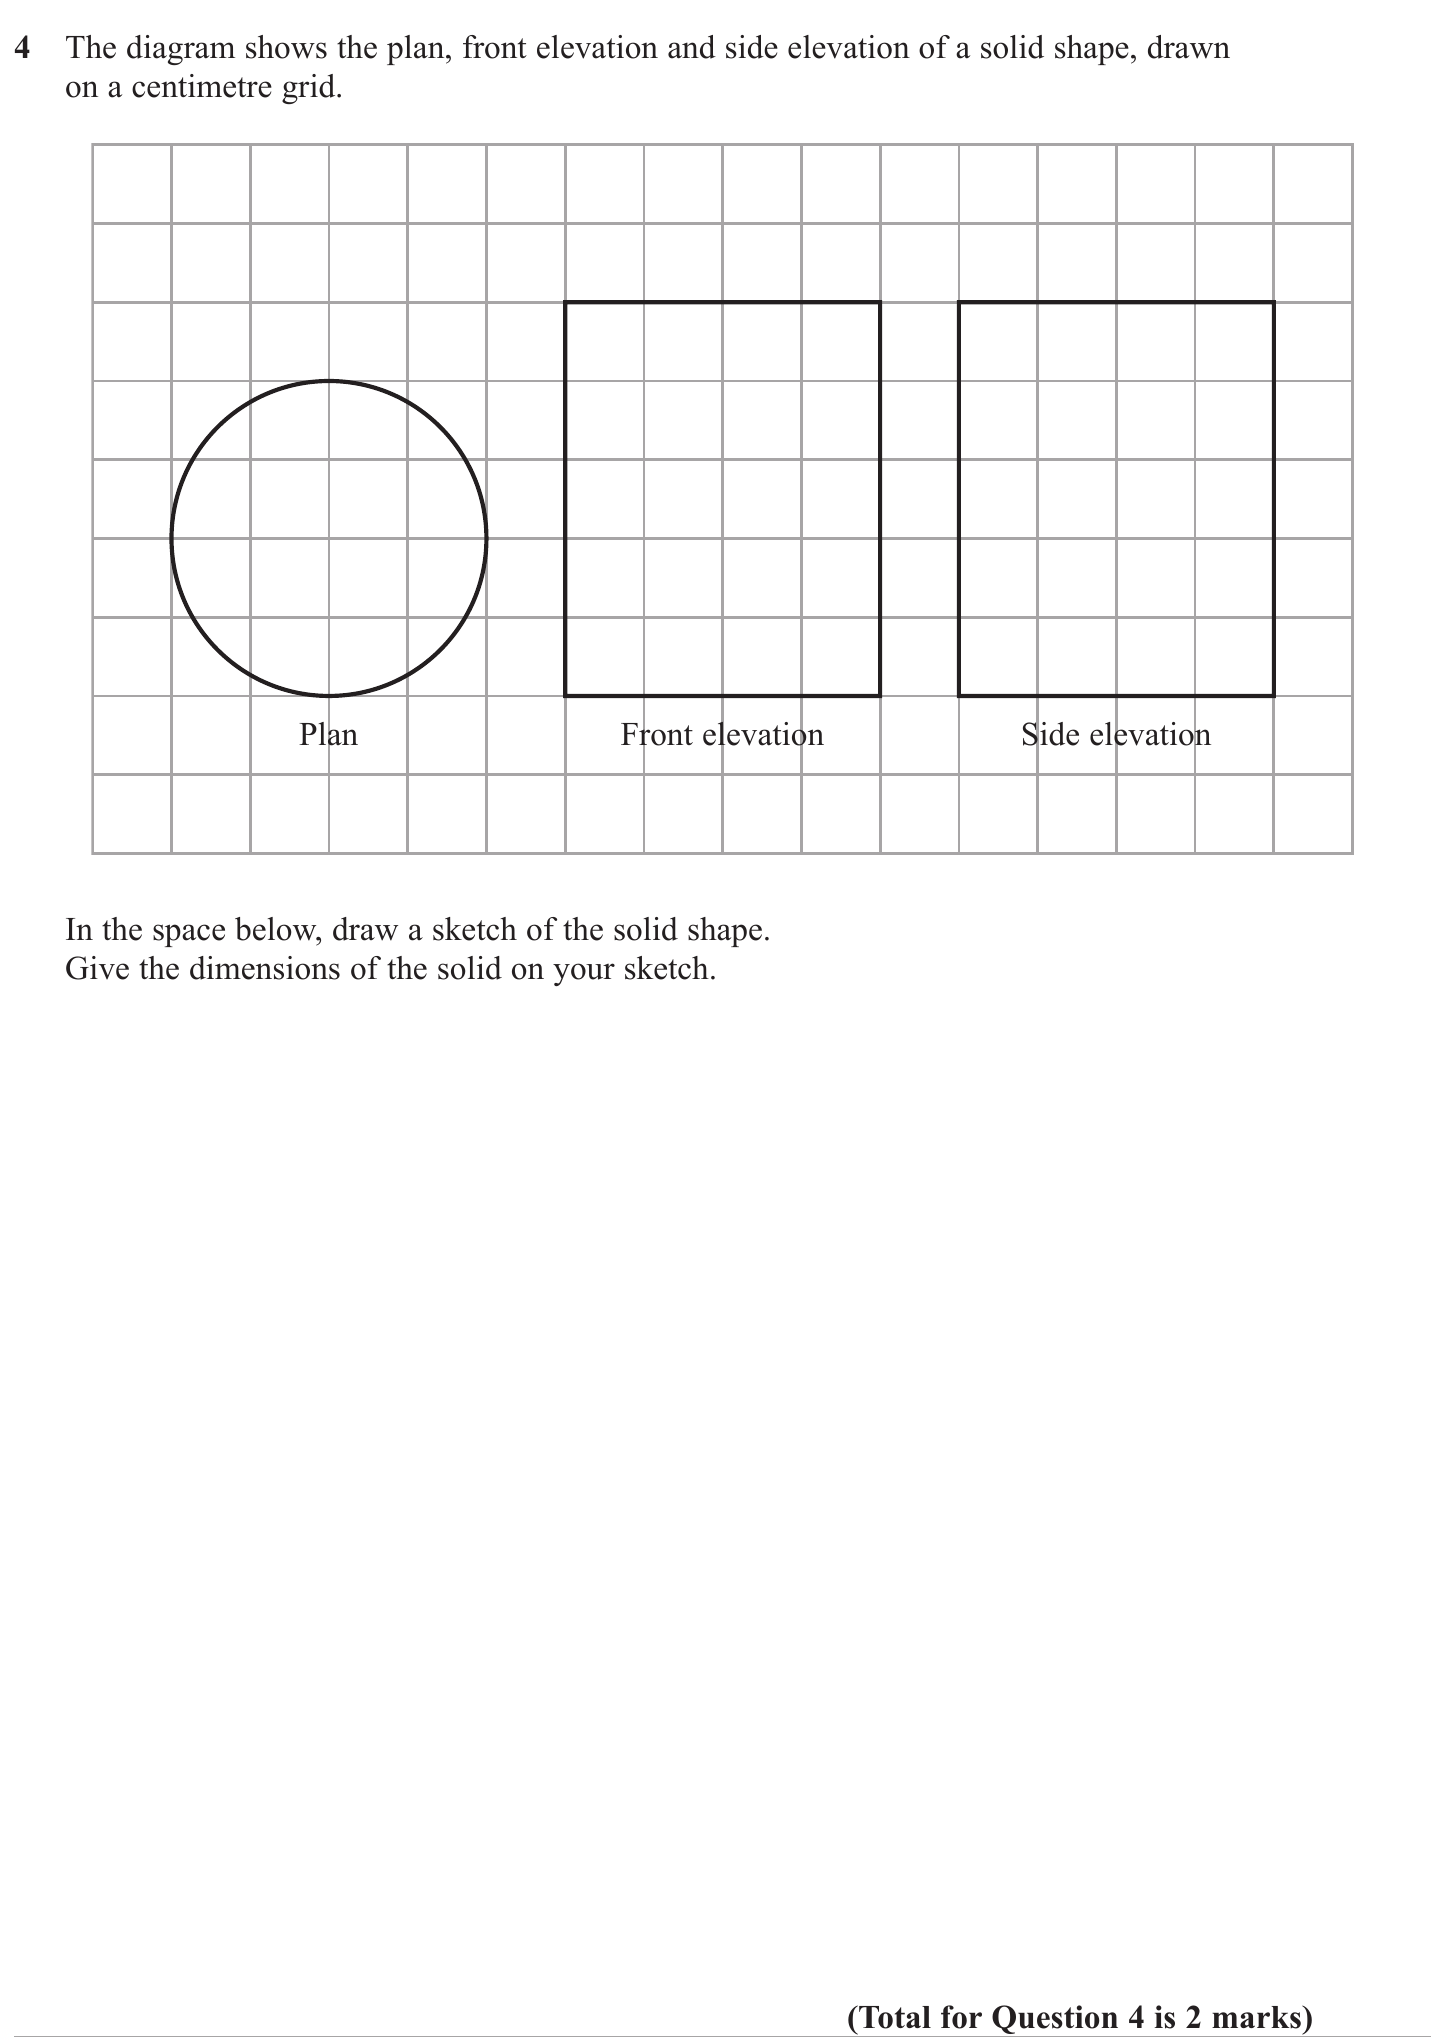 4 The diagram shows the plan, front elevation and side elevation of a solid shape, drawn
on a centimetre grid.
Plan Front elevation Side elevation
In the space below, draw a sketch of the solid shape.
Give the dimensions of the solid on your sketch.
(Total for Question 4 is 2 marks)